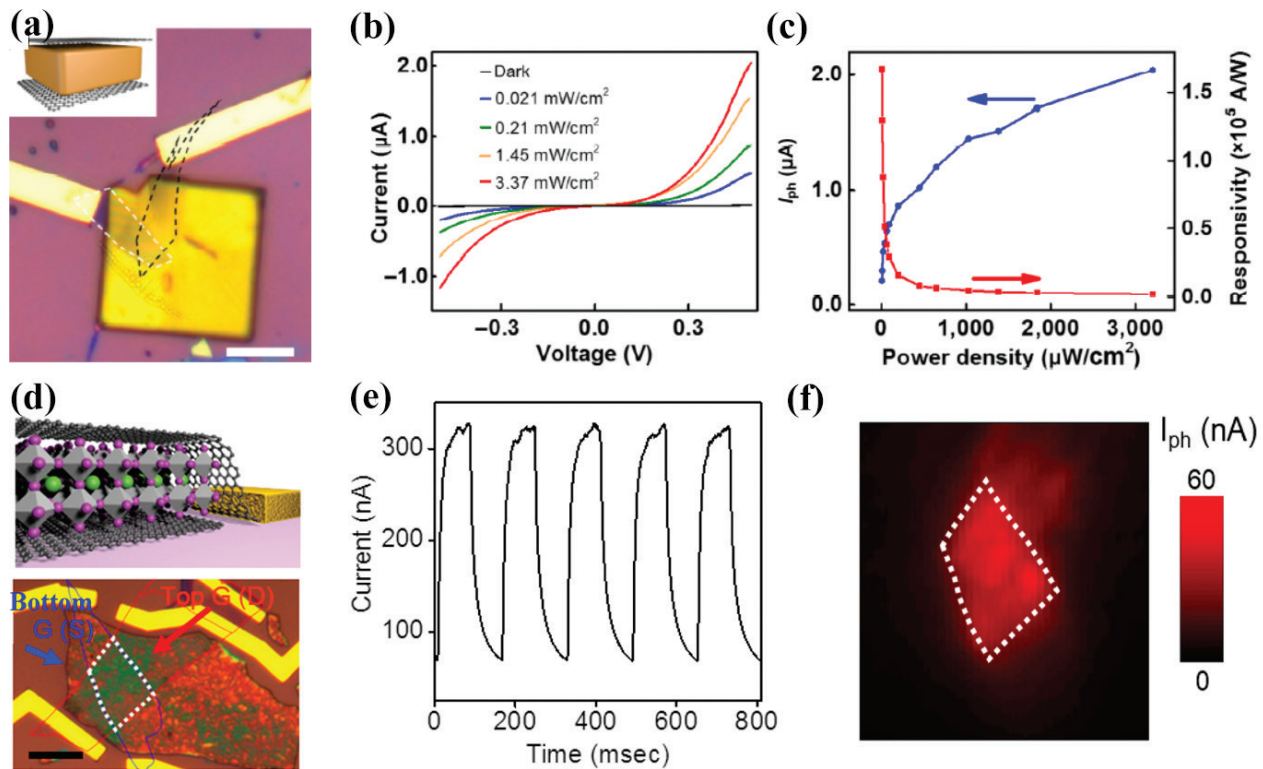 (a)
(b)
Current (µA)
2.0
1.0
0.0
−1.0
Dark
0.021 mW/cm²
0.21 mW/cm²
1.45 mW/cm²
3.37 mW/cm²
−0.3
0.0
0.3
Voltage (V)
(c)
Iph (µA)
2.0
1.0
0.0
Responsivity (×10⁵ A/W)
1.5
1.0
0.5
0.0
0
1,000
2,000
3,000
Power density (µW/cm²)
(d)
Bottom
G (S)
Top G (D)
(e)
Current (nA)
300
200
100
0
200
400
600
800
Time (msec)
(f)
Iph (nA)
60
0